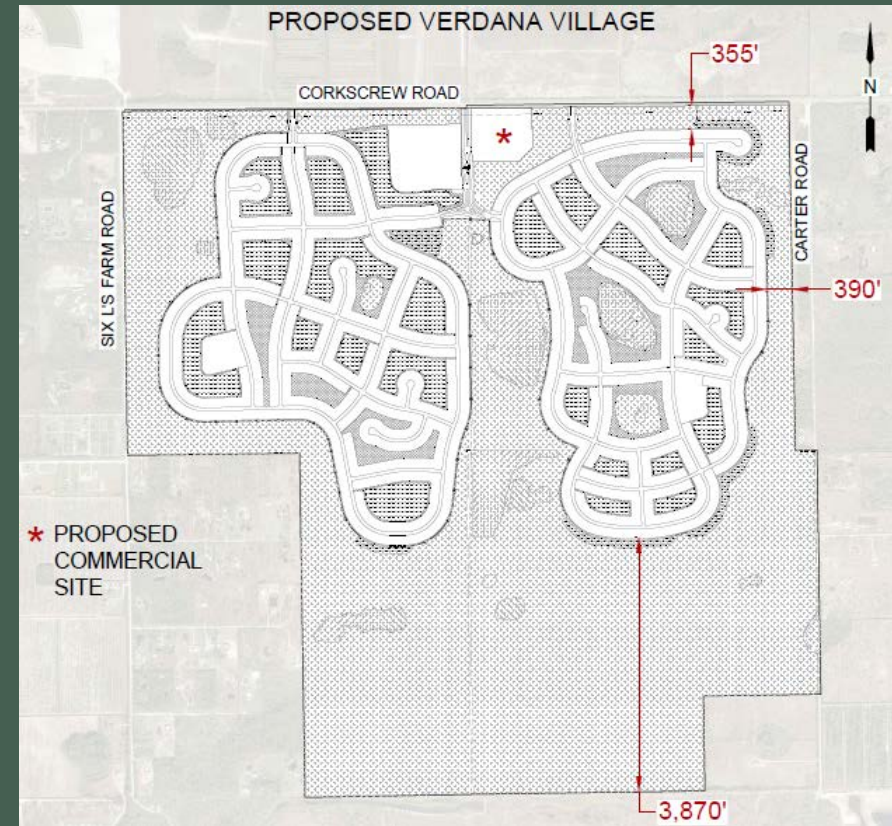 PROPOSED VERDANA VILLAGE
355'
CORKSCREW ROAD
N
SIX L'S FARM ROAD
CARTER ROAD
390'
* PROPOSED
COMMERCIAL
SITE
3,870'